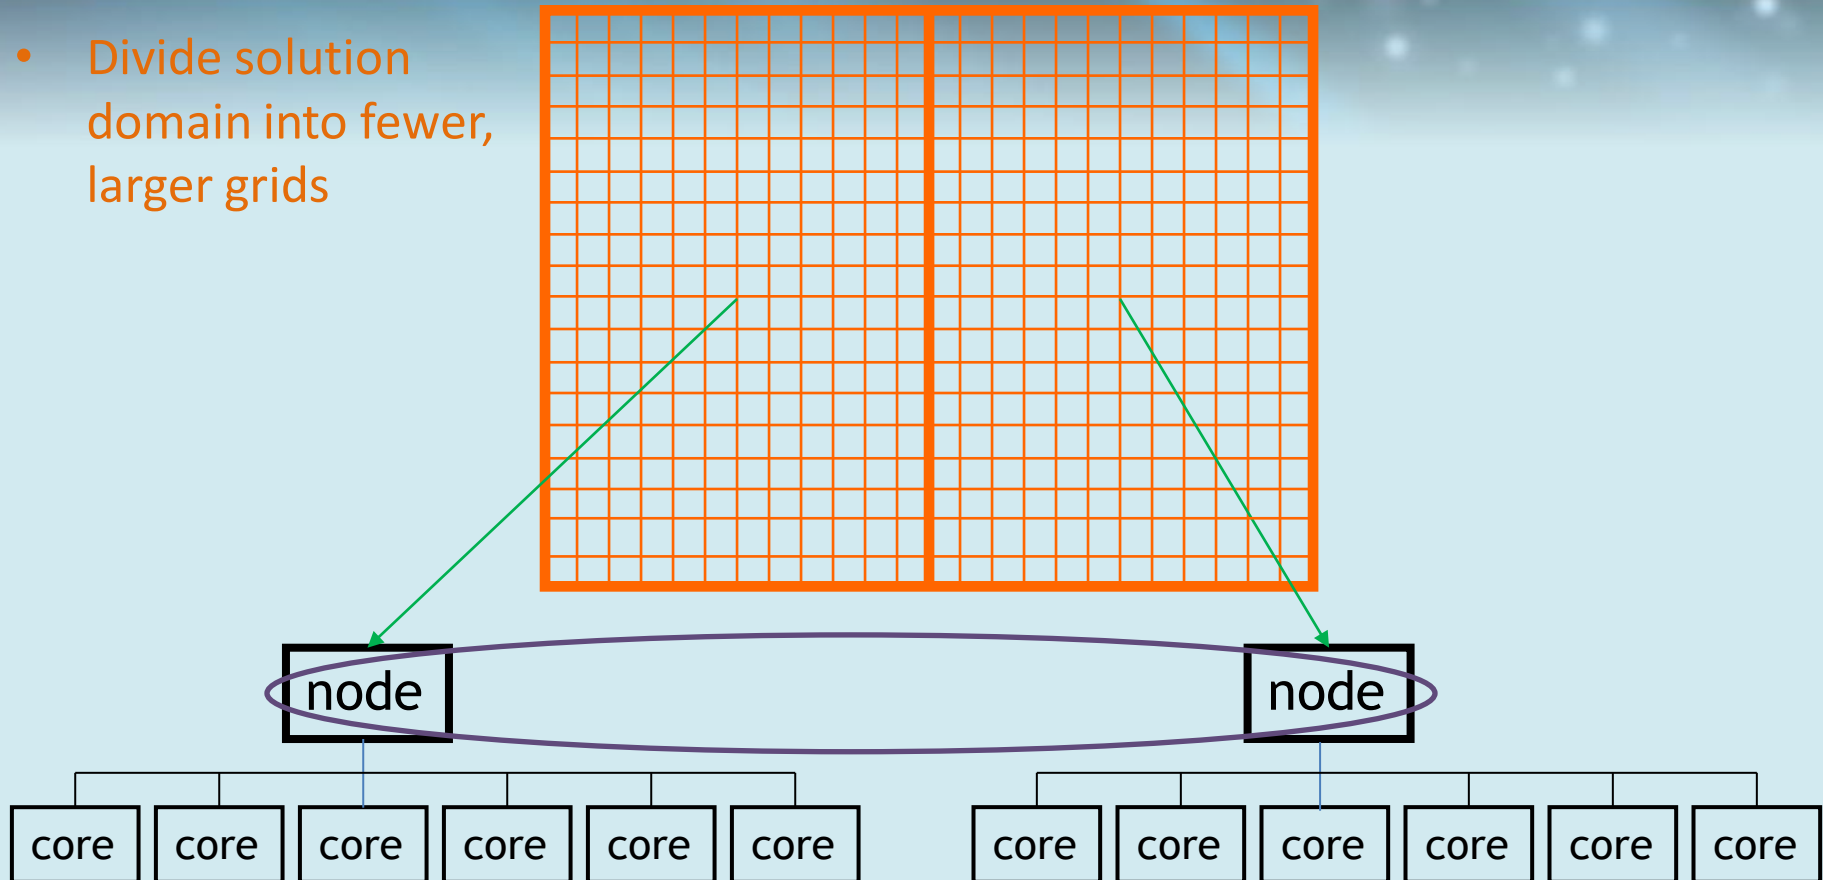 • Divide solution
domain into fewer,
larger grids
node node
core core core core core core core core core core core core